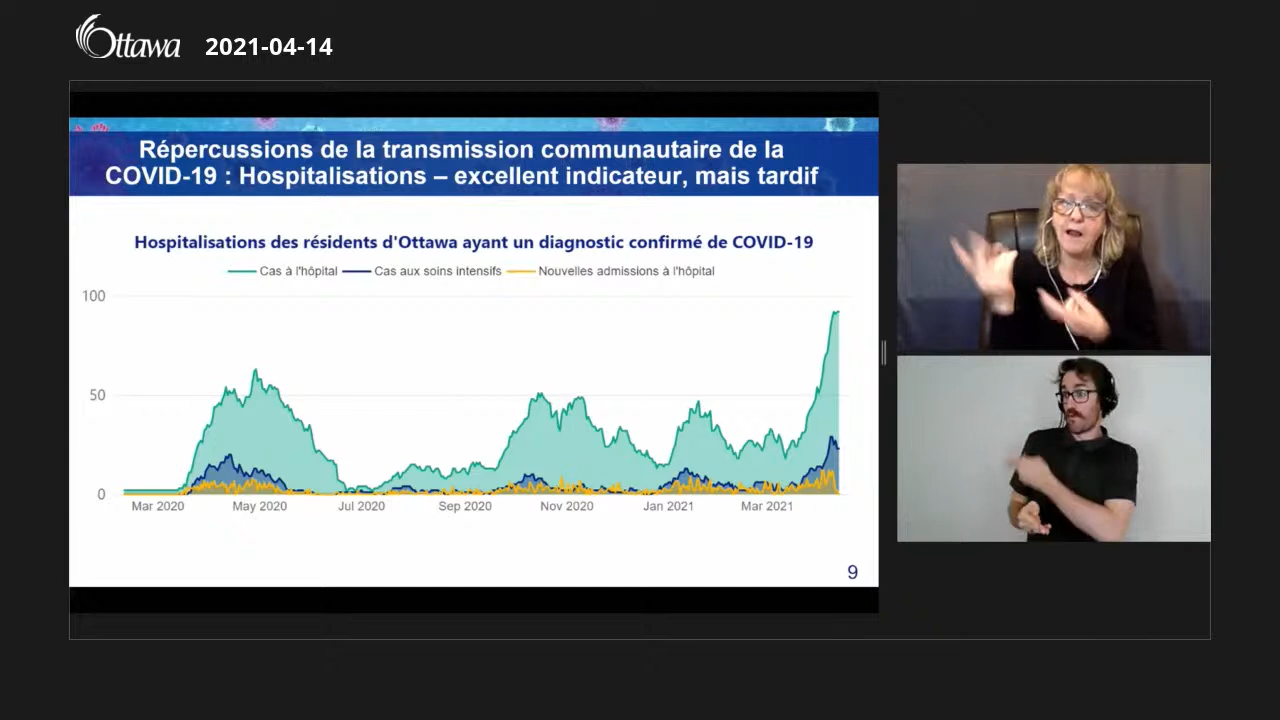 Ottawa 2021-04-14
Répercussions de la transmission communautaire de la
COVID-19 : Hospitalisations – excellent indicateur, mais tardif
Hospitalisations des résidents d'Ottawa ayant un diagnostic confirmé de COVID-19
Cas à l'hôpital Cas aux soins intensifs Nouvelles admissions à l'hôpital
100
50
0
Mar 2020 May 2020 Jul 2020 Sep 2020 Nov 2020 Jan 2021 Mar 2021
9